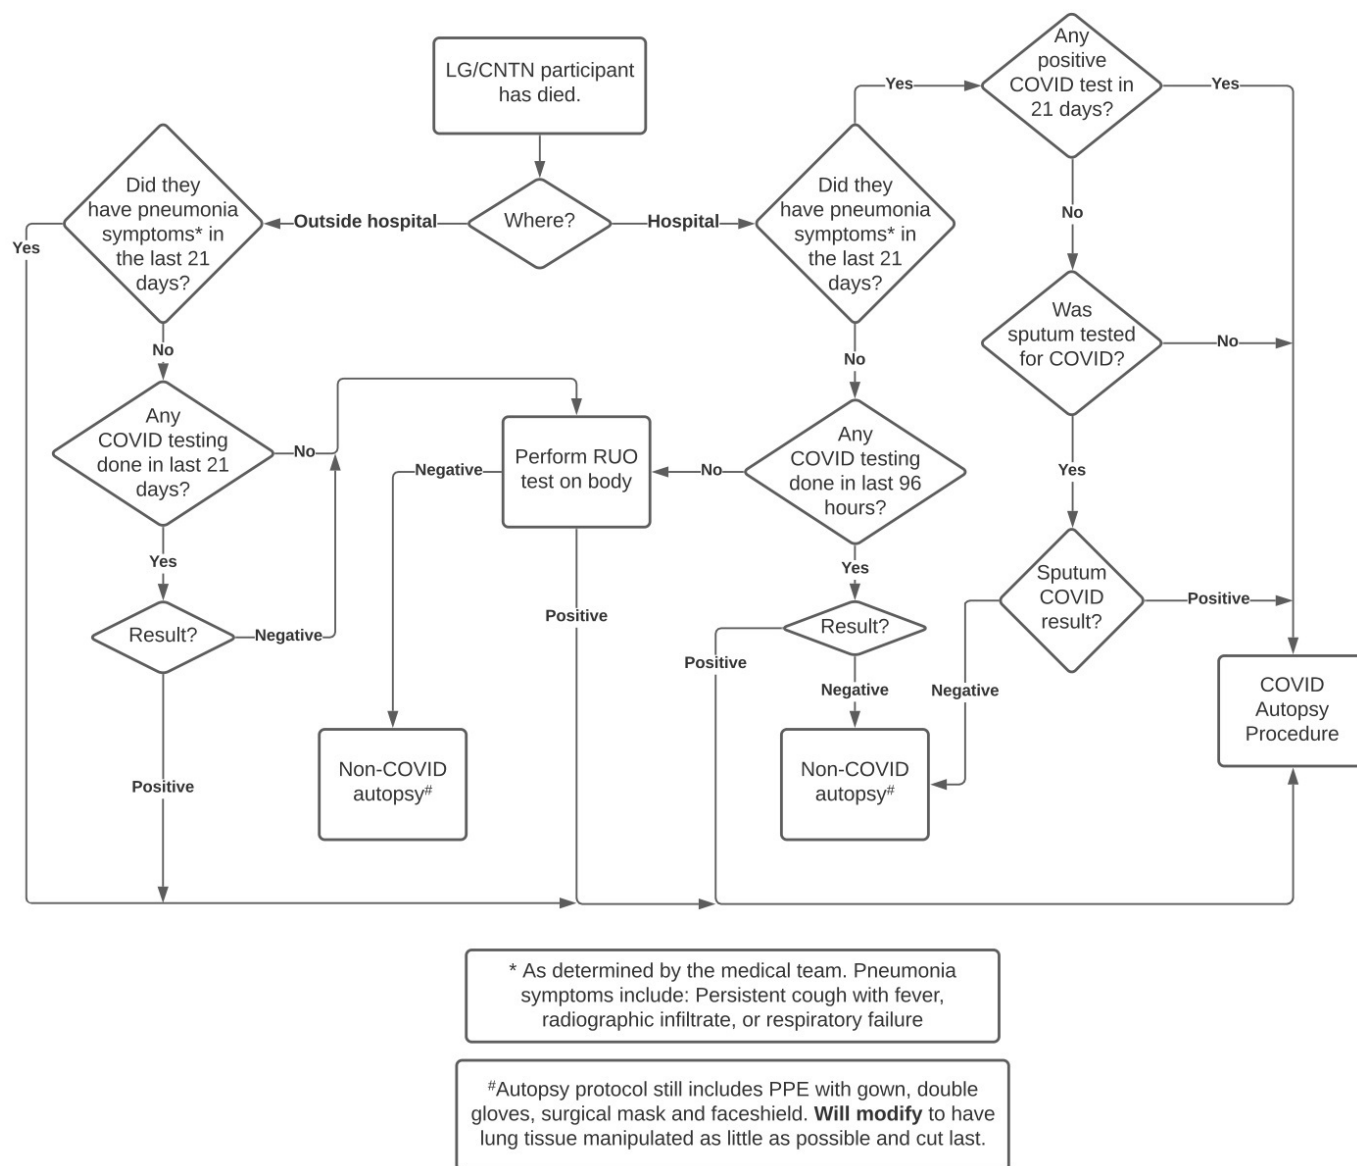 LG/CNTN participant
has died.
Where?
Outside hospital
Hospital
Did they
have pneumonia
symptoms* in
the last 21
days?
Yes
No
Any
COVID testing
done in last 21
days?
No
Yes
Result?
Negative
Positive
Perform RUO
test on body
Negative
Positive
Non-COVID
autopsy#
Did they
have pneumonia
symptoms* in
the last 21
days?
Yes
No
Any
COVID testing
done in last 96
hours?
No
Yes
Result?
Positive
Negative
Non-COVID
autopsy#
Any
positive
COVID test in
21 days?
Yes
No
Was
sputum tested
for COVID?
No
Yes
Sputum
COVID
result?
Positive
Negative
COVID
Autopsy
Procedure
* As determined by the medical team. Pneumonia
symptoms include: Persistent cough with fever,
radiographic infiltrate, or respiratory failure
#Autopsy protocol still includes PPE with gown, double
gloves, surgical mask and faceshield. Will modify to have
lung tissue manipulated as little as possible and cut last.